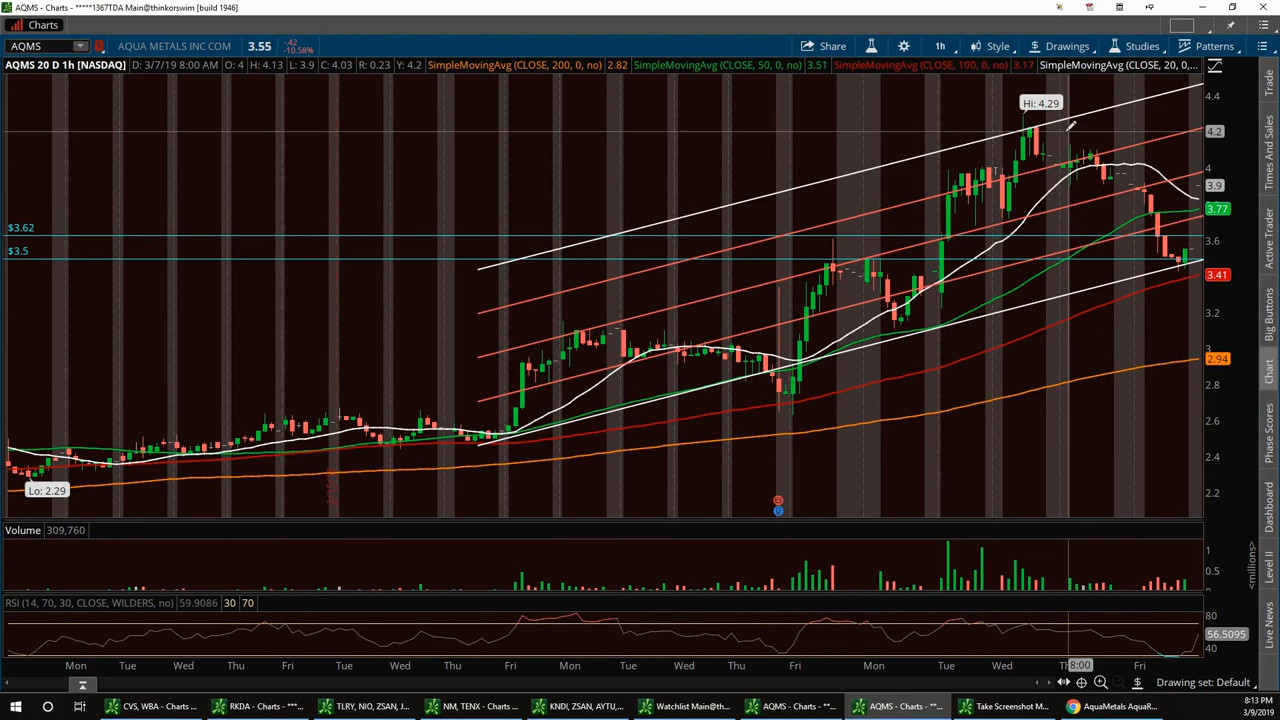 AQMS - Charts - *****1367TDA Main@thinkorswim [build 1946]
Charts
AQMS
AQUA METALS INC COM
3.55
-.42
-10.58%
Share
1h
Style
Drawings
Studies
Patterns
AQMS 20 D 1h [NASDAQ]
D: 3/7/19 8:00 AM
O: 4
H: 4.13
L: 3.9
C: 4.03
R: 0.23
Y: 4.2
SimpleMovingAvg (CLOSE, 200, 0, no)
2.82
SimpleMovingAvg (CLOSE, 50, 0, no)
3.51
SimpleMovingAvg (CLOSE, 100, 0, no)
3.17
SimpleMovingAvg (CLOSE, 20, 0,...
Hi: 4.29
4.4
4.2
4
3.9
3.77
3.6
3.41
3.2
3
2.94
2.8
2.6
2.4
2.2
$3.62
$3.5
Lo: 2.29
Volume
309,760
1
0.5
<millions>
RSI (14, 70, 30, CLOSE, WILDERS, no)
59.9086
30
70
80
56.5095
40
Mon
Tue
Wed
Thu
Fri
Tue
Wed
Thu
Fri
Mon
Tue
Wed
Thu
Fri
Mon
Tue
Wed
Th
8:00
Fri
Drawing set: Default
Trade
Times And Sales
Active Trader
Big Buttons
Chart
Phase Scores
Dashboard
Level II
Live News
CVS, WBA - Charts - ...
RKDA - Charts - ***...
TLRY, NIO, ZSAN, J...
NM, TENX - Charts ...
KNDI, ZSAN, AYTU,...
Watchlist Main@the...
AQMS - Charts - **...
AQMS - Charts - **...
Take Screenshot M...
AquaMetals AquaR...
8:13 PM
3/9/2019